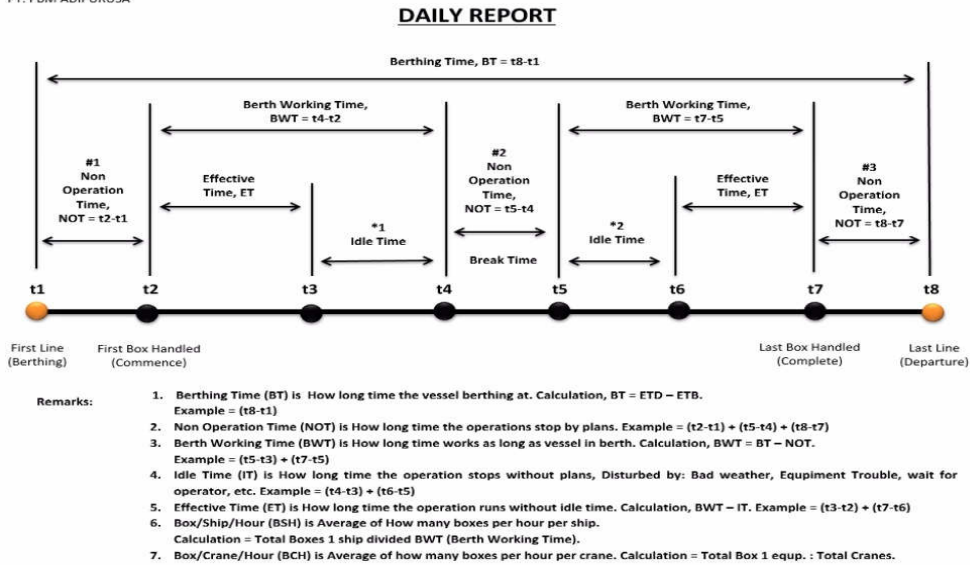 PT. PBM ADIPURUSA
DAILY REPORT
Berthing Time, BT = t8-t1
Berth Working Time,
BWT = t4-t2
Berth Working Time,
BWT = t7-t5
#1
Non
Operation
Time,
NOT = t2-t1
Effective
Time, ET
*1
Idle Time
#2
Non
Operation
Time,
NOT = t5-t4
Break Time
*2
Idle Time
Effective
Time, ET
#3
Non
Operation
Time,
NOT = t8-t7
t1 t2 t3 t4 t5 t6 t7 t8
First Line
(Berthing)
First Box Handled
(Commence)
Last Box Handled
(Complete)
Last Line
(Departure)
Remarks:
1. Berthing Time (BT) is How long time the vessel berthing at. Calculation, BT = ETD – ETB.
Example = (t8-t1)
2. Non Operation Time (NOT) is How long time the operations stop by plans. Example = (t2-t1) + (t5-t4) + (t8-t7)
3. Berth Working Time (BWT) is How long time works as long as vessel in berth. Calculation, BWT = BT – NOT.
Example = (t5-t3) + (t7-t5)
4. Idle Time (IT) is How long time the operation stops without plans, Disturbed by: Bad weather, Equpiment Trouble, wait for
operator, etc. Example = (t4-t3) + (t6-t5)
5. Effective Time (ET) is How long time the operation runs without idle time. Calculation, BWT – IT. Example = (t3-t2) + (t7-t6)
6. Box/Ship/Hour (BSH) is Average of How many boxes per hour per ship.
Calculation = Total Boxes 1 ship divided BWT (Berth Working Time).
7. Box/Crane/Hour (BCH) is Average of how many boxes per hour per crane. Calculation = Total Box 1 equp. : Total Cranes.